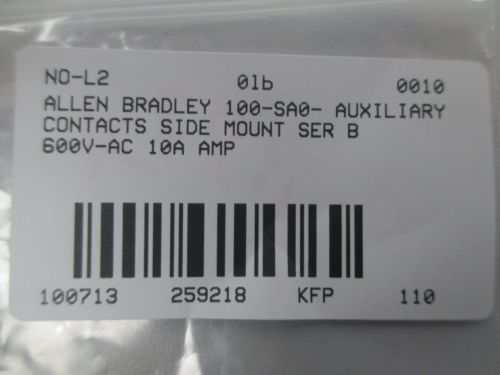 NO-L2 0lb 0010
ALLEN BRADLEY 100-SA0- AUXILIARY
CONTACTS SIDE MOUNT SER B
600V-AC 10A AMP
100713 259218 KFP 110